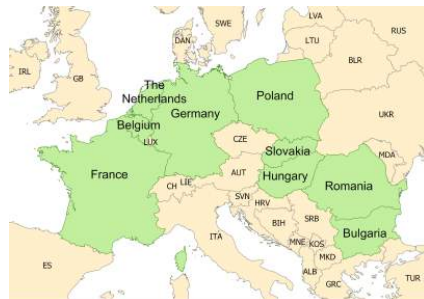 SWE
LVA
RUS
DAN
LTU
IRL
GB
BLR
The
Netherlands
Poland
Germany
Belgium
UKR
LUX
CZE
Slovakia
MDA
France
AUT
Hungary
CH
LIE
Romania
SVN
HRV
BIH
SRB
ITA
Bulgaria
MNE
KOS
ES
MKD
ALB
GRC
TUR